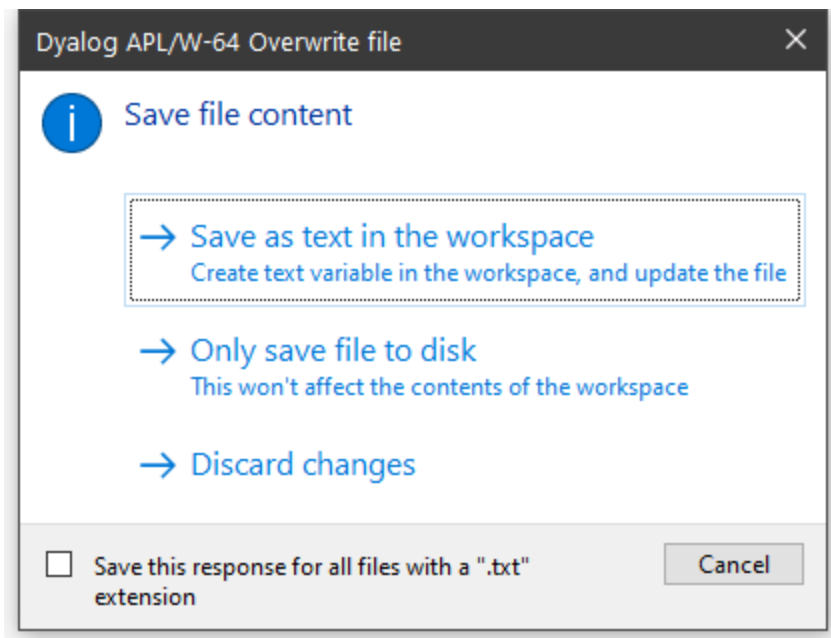 Dyalog APL/W-64 Overwrite file
Save file content
Save as text in the workspace
Create text variable in the workspace, and update the file
Only save file to disk
This won't affect the contents of the workspace
Discard changes
Save this response for all files with a ".txt"
extension
Cancel